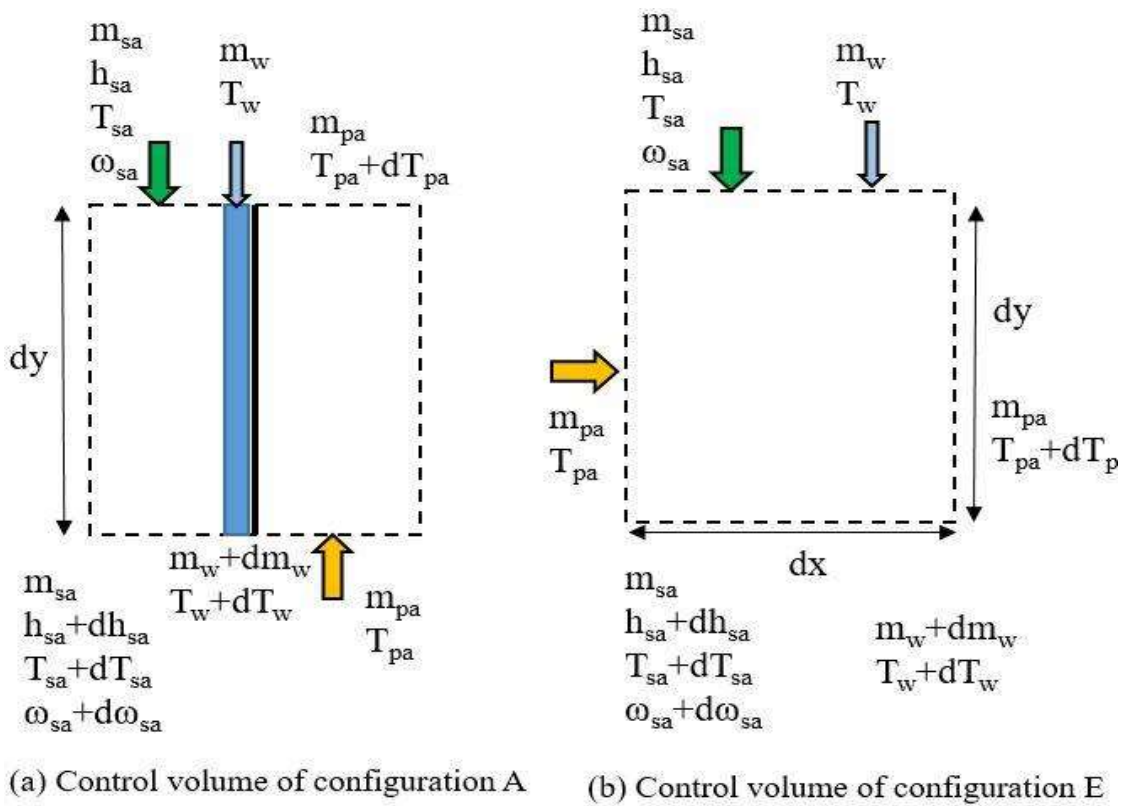 m_sa
h_sa
T_sa
ω_sa
m_w
T_w
m_pa
T_pa+dT_pa
dy
m_w+dm_w
T_w+dT_w
m_pa
T_pa
m_sa
h_sa+dh_sa
T_sa+dT_sa
ω_sa+dω_sa
(a) Control volume of configuration A
m_sa
h_sa
T_sa
ω_sa
m_w
T_w
m_pa
T_pa
dy
m_pa
T_pa+dT_p
dx
m_sa
h_sa+dh_sa
T_sa+dT_sa
ω_sa+dω_sa
m_w+dm_w
T_w+dT_w
(b) Control volume of configuration E